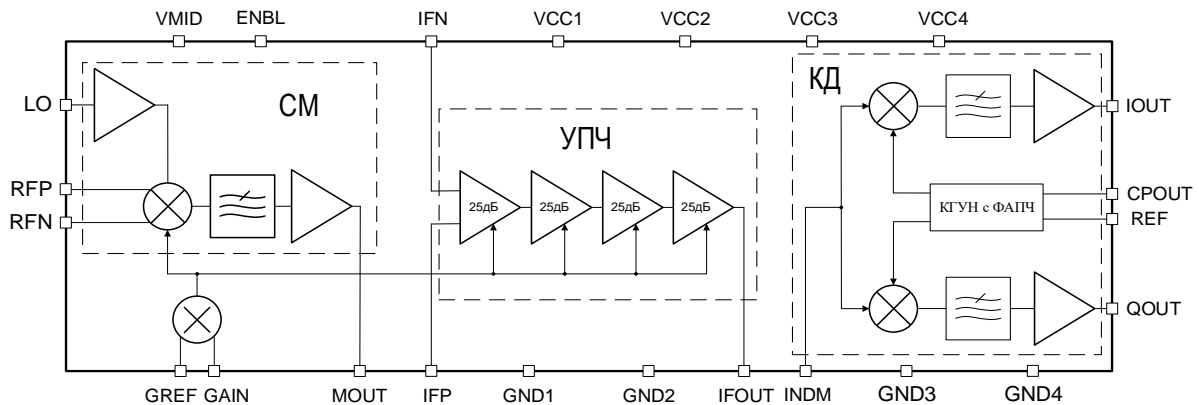 VMID
ENBL
IFN
VCC1
VCC2
VCC3
VCC4
LO
RFP
RFN
СМ
УПЧ
КД
25дБ
25дБ
25дБ
25дБ
КГУН с ФАПЧ
IOUT
CPOUT
REF
QOUT
GREF
GAIN
MOUT
IFP
GND1
GND2
IFOUT
INDM
GND3
GND4